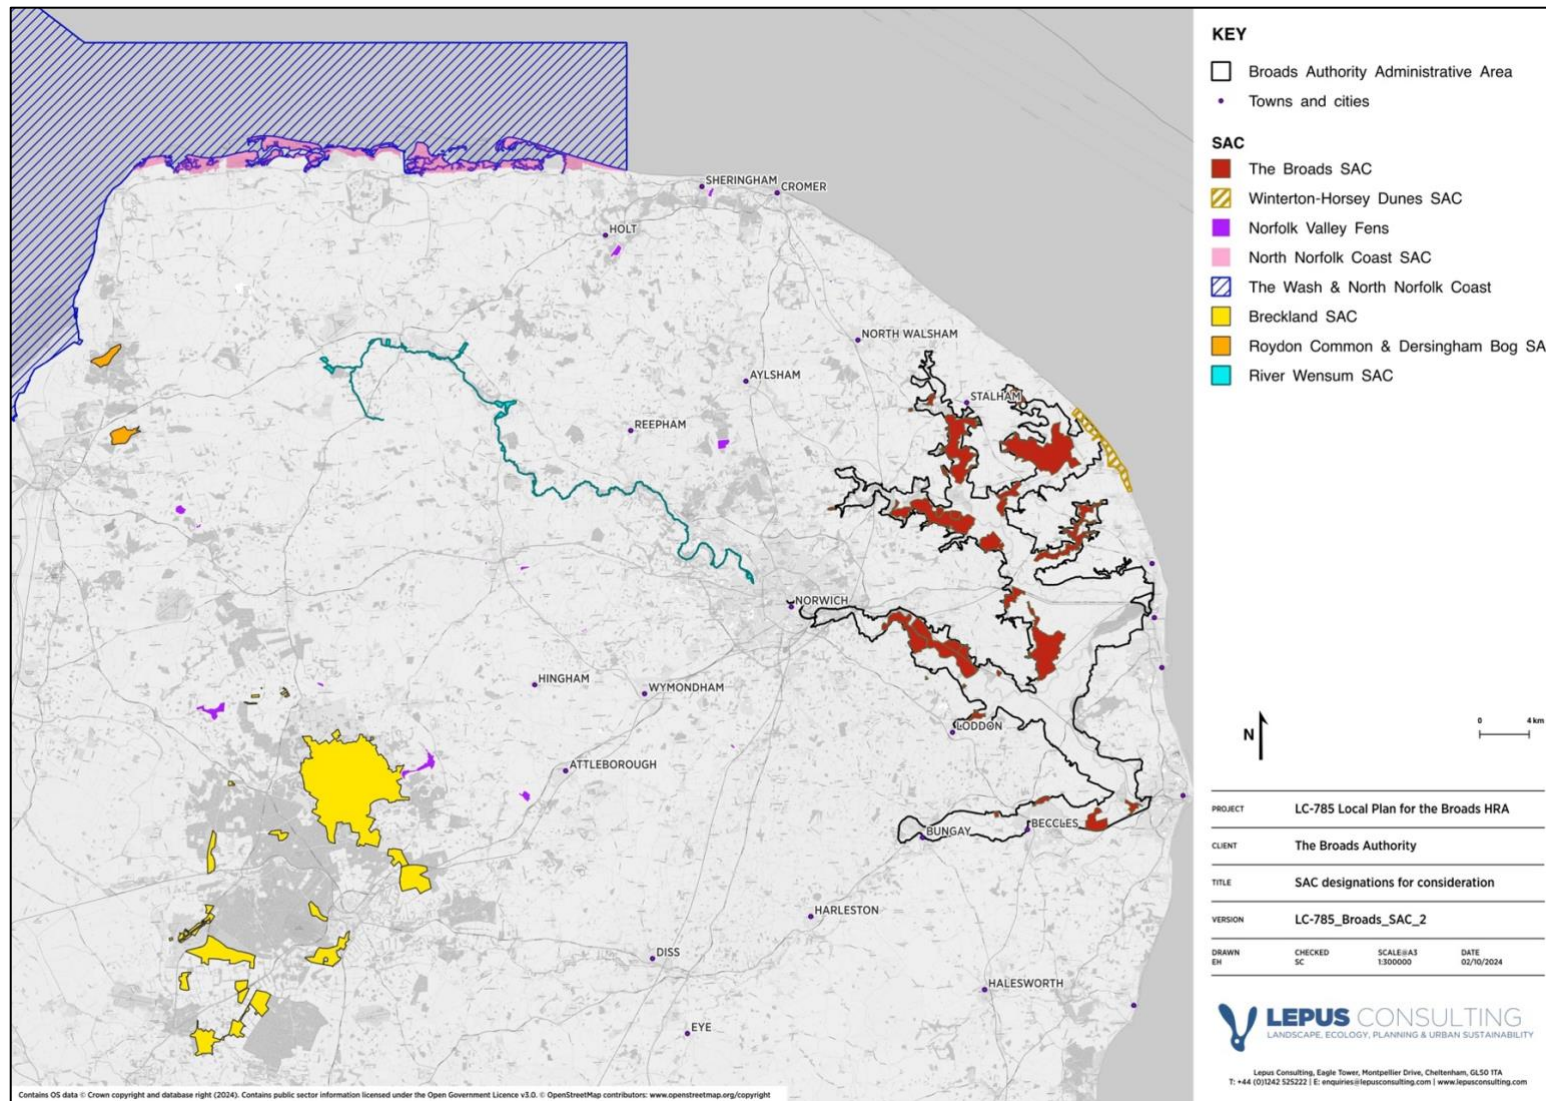 KEY
Broads Authority Administrative Area
Towns and cities
SAC
The Broads SAC
Winterton-Horsey Dunes SAC
Norfolk Valley Fens
North Norfolk Coast SAC
The Wash & North Norfolk Coast
Breckland SAC
Roydon Common & Dersingham Bog SA
River Wensum SAC
SHERINGHAM
CROMER
HOLT
NORTH WALSHAM
AYLSHAM
STALHAM
REEPHAM
NORWICH
HINGHAM
WYMONDHAM
LODDON
ATTLEBOROUGH
BUNGAY
BECCLES
HARLESTON
DISS
HALESWORTH
EYE
N
0 4 km
PROJECT LC-785 Local Plan for the Broads HRA
CLIENT The Broads Authority
TITLE SAC designations for consideration
VERSION LC-785_Broads_SAC_2
DRAWN CHECKED SCALE@A3 DATE
EH SC 1:300000 02/10/2024
LEPUS CONSULTING
LANDSCAPE, ECOLOGY, PLANNING & URBAN SUSTAINABILITY
Lepus Consulting, Eagle Tower, Montpellier Drive, Cheltenham, GL50 1TA
T: +44 (0)1242 525222 | E: enquiries@lepusconsulting.com | www.lepusconsulting.com
Contains OS data © Crown copyright and database right (2024). Contains public sector information licensed under the Open Government Licence v3.0. © OpenStreetMap contributors: www.openstreetmap.org/copyright